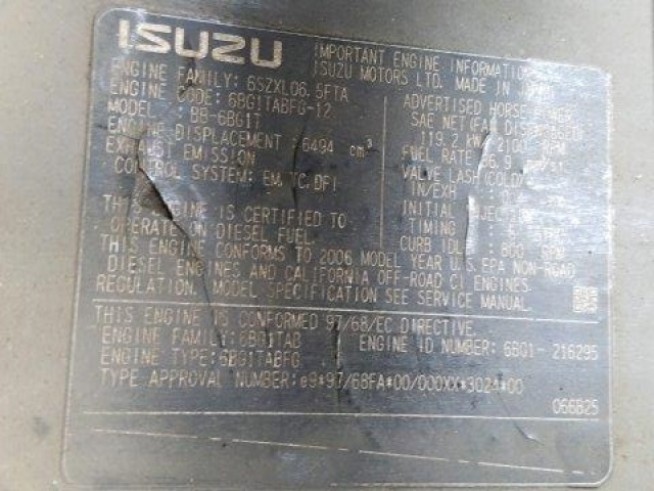 ISUZU
IMPORTANT ENGINE INFORMATION
ISUZU MOTORS LTD. MADE IN
ENGINE FAMILY: 6SZXL06.5FTA
ENGINE CODE: 6BG1TABFG-12
MODEL: BB-6BG1T
ENGINE DISPLACEMENT: 6494 cm³
EXHAUST EMISSION
CONTROL SYSTEM: EM,TC,DFI
THIS ENGINE IS CERTIFIED TO
OPERATE ON DIESEL FUEL.
ADVERTISED
SAE NET
119.2 kW 2100
FUEL RATE
VALVE LASH (COLD)
IN/EXH
INITIAL
TIMING
CURB IDL 800
THIS ENGINE CONFORMS TO 2006 MODEL YEAR U.S. EPA NON-ROAD
DIESEL ENGINES AND CALIFORNIA OFF-ROAD CI ENGINES
REGULATION. MODEL SPECIFICATION SEE SERVICE MANUAL.
THIS ENGINE IS CONFORMED 97/68/EC DIRECTIVE.
ENGINE FAMILY:6BG1TAB
ENGINE ID NUMBER: 6BG1- 216295
ENGINE TYPE:6BG1TABFG
TYPE APPROVAL NUMBER: e9*97/68FA*00/000XX*3024*00
066B25